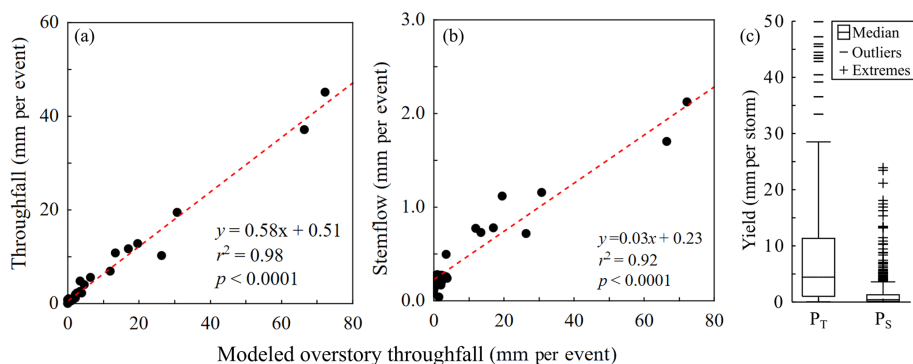 (a)
Throughfall (mm per event)
60
40
20
0
0
20
40
60
80
y = 0.58x + 0.51
r² = 0.98
p < 0.0001
(b)
Stemflow (mm per event)
3.0
2.0
1.0
0.0
0
20
40
60
80
y=0.03x + 0.23
r² = 0.92
p < 0.0001
Modeled overstory throughfall (mm per event)
(c)
Yield (mm per storm)
50
40
30
20
10
0
Median
Outliers
Extremes
P_T
P_S